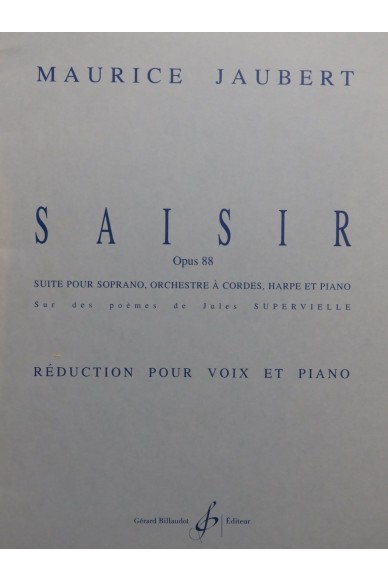 MAURICE JAUBERT
SAISIR
Opus 88
SUITE POUR SOPRANO, ORCHESTRE À CORDES, HARPE ET PIANO
Sur des poèmes de Jules SUPERVIELLE
RÉDUCTION POUR VOIX ET PIANO
Gérard Billaudot Éditeur